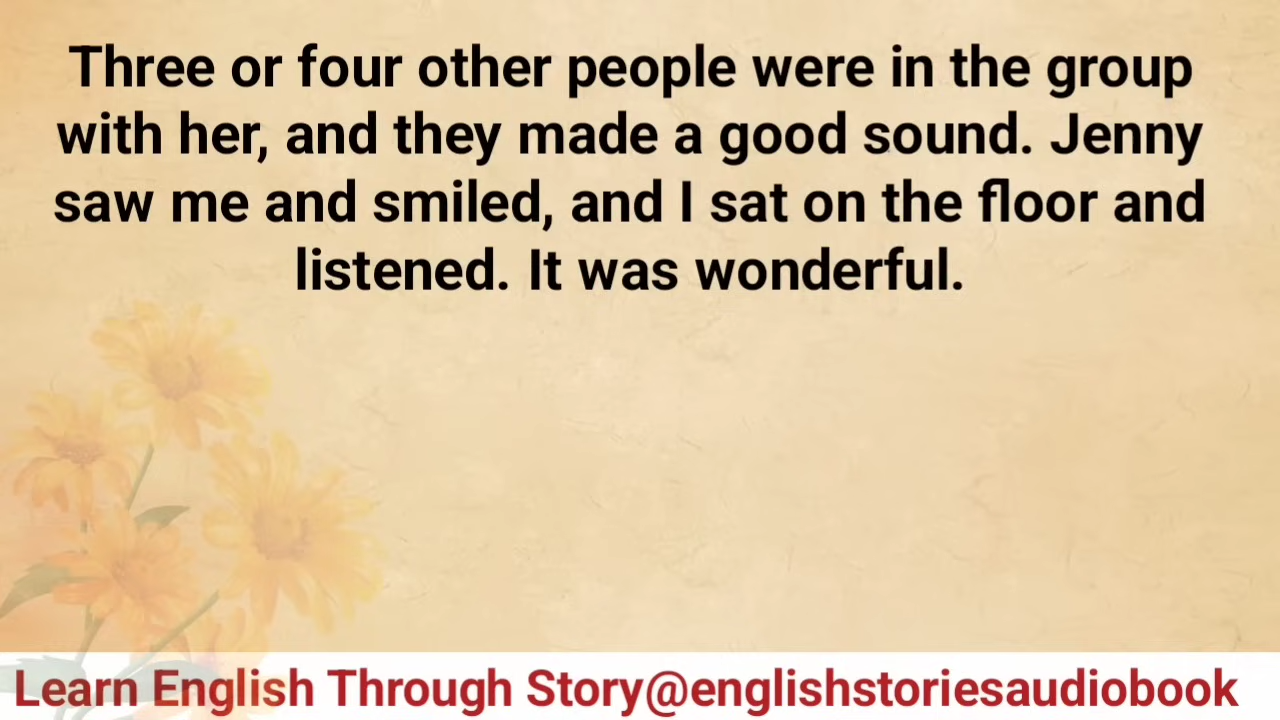 Three or four other people were in the group
with her, and they made a good sound. Jenny
saw me and smiled, and I sat on the floor and
listened. It was wonderful.
Learn English Through Story@englishstoriesaudiobook